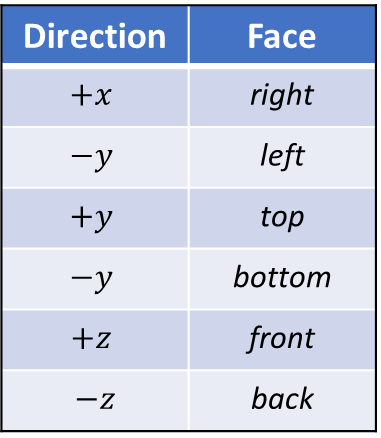 Direction Face
+x right
−y left
+y top
−y bottom
+z front
−z back